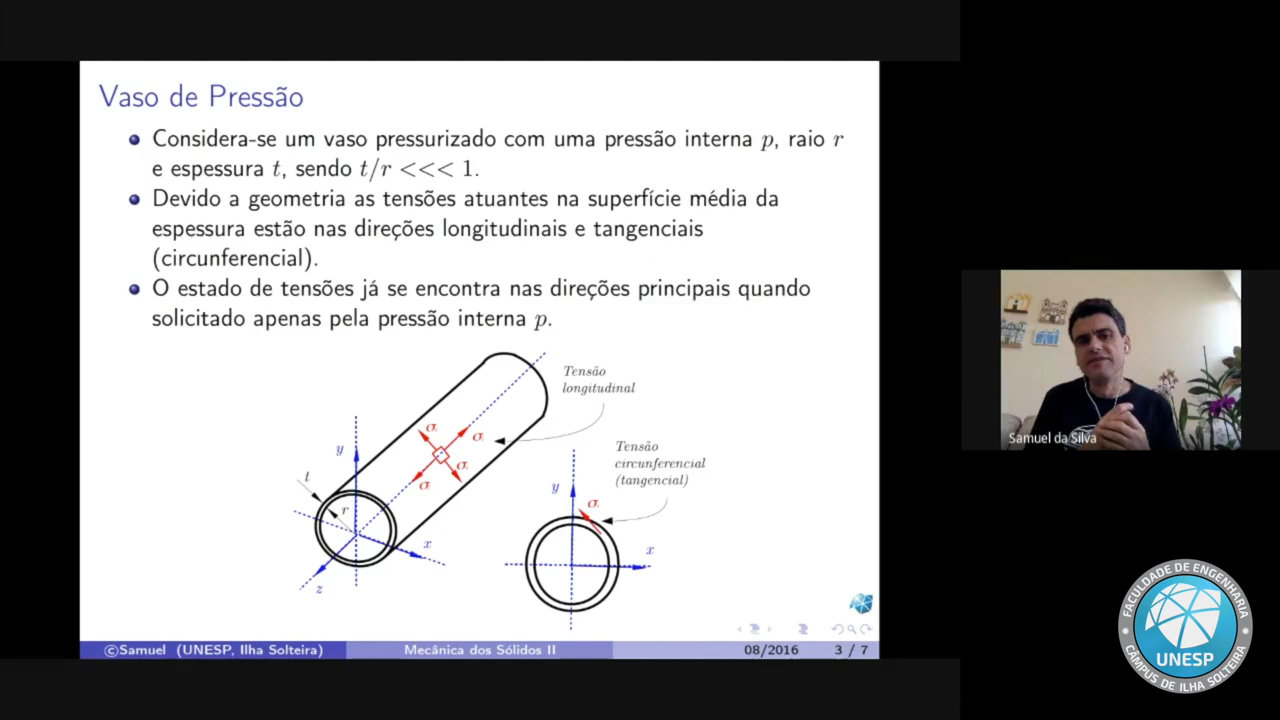 Vaso de Pressão
Considera-se um vaso pressurizado com uma pressão interna p, raio r
e espessura t, sendo t/r <<< 1.
Devido a geometria as tensões atuantes na superfície média da
espessura estão nas direções longitudinais e tangenciais
(circunferencial).
O estado de tensões já se encontra nas direções principais quando
solicitado apenas pela pressão interna p.
Tensão
longitudinal
σ
σ
σ
σ
y
t
r
x
z
Tensão
circunferencial
(tangencial)
y
σ
x
©Samuel (UNESP, Ilha Solteira)
Mecânica dos Sólidos II
08/2016
3 / 7
Samuel da Silva
FACULDADE DE ENGENHARIA
UNESP
CÂMPUS DE ILHA SOLTEIRA